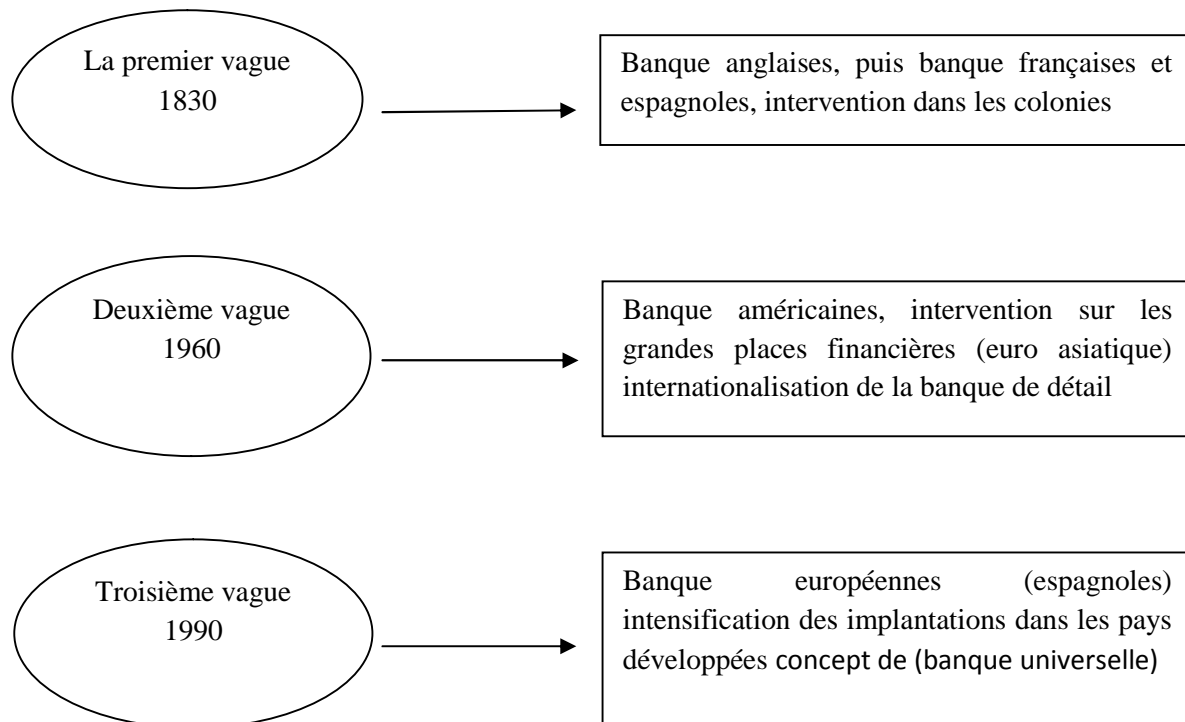 La premier vague
1830
Banque anglaises, puis banque françaises et
espagnoles, intervention dans les colonies
Deuxième vague
1960
Banque américaines, intervention sur les
grandes places financières (euro asiatique)
internationalisation de la banque de détail
Troisième vague
1990
Banque européennes (espagnoles)
intensification des implantations dans les pays
développées concept de (banque universelle)